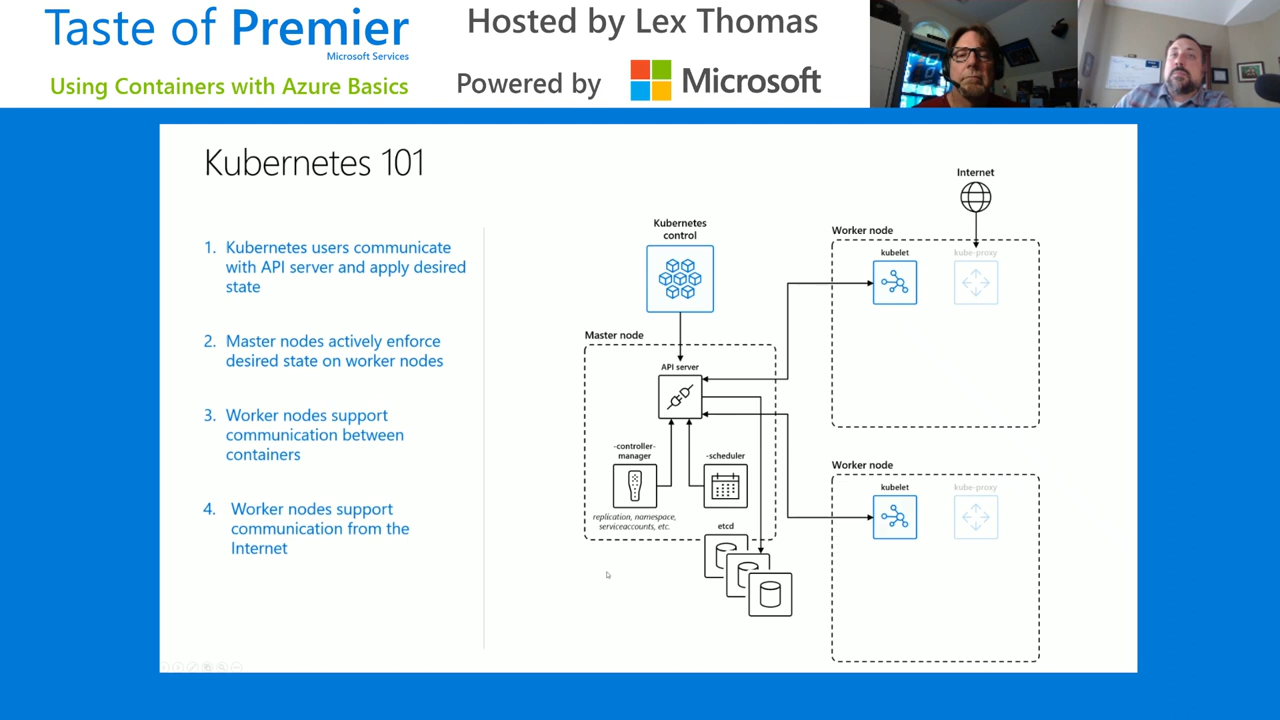 Taste of Premier
Microsoft Services
Using Containers with Azure Basics
Hosted by Lex Thomas
Powered by Microsoft
Kubernetes 101
1. Kubernetes users communicate
with API server and apply desired
state
2. Master nodes actively enforce
desired state on worker nodes
3. Worker nodes support
communication between
containers
4. Worker nodes support
communication from the
Internet
Kubernetes
control
Master node
API server
-controller-
manager
replication, namespace,
serviceaccounts, etc.
-scheduler
etcd
Internet
Worker node
kubelet
kube-proxy
Worker node
kubelet
kube-proxy